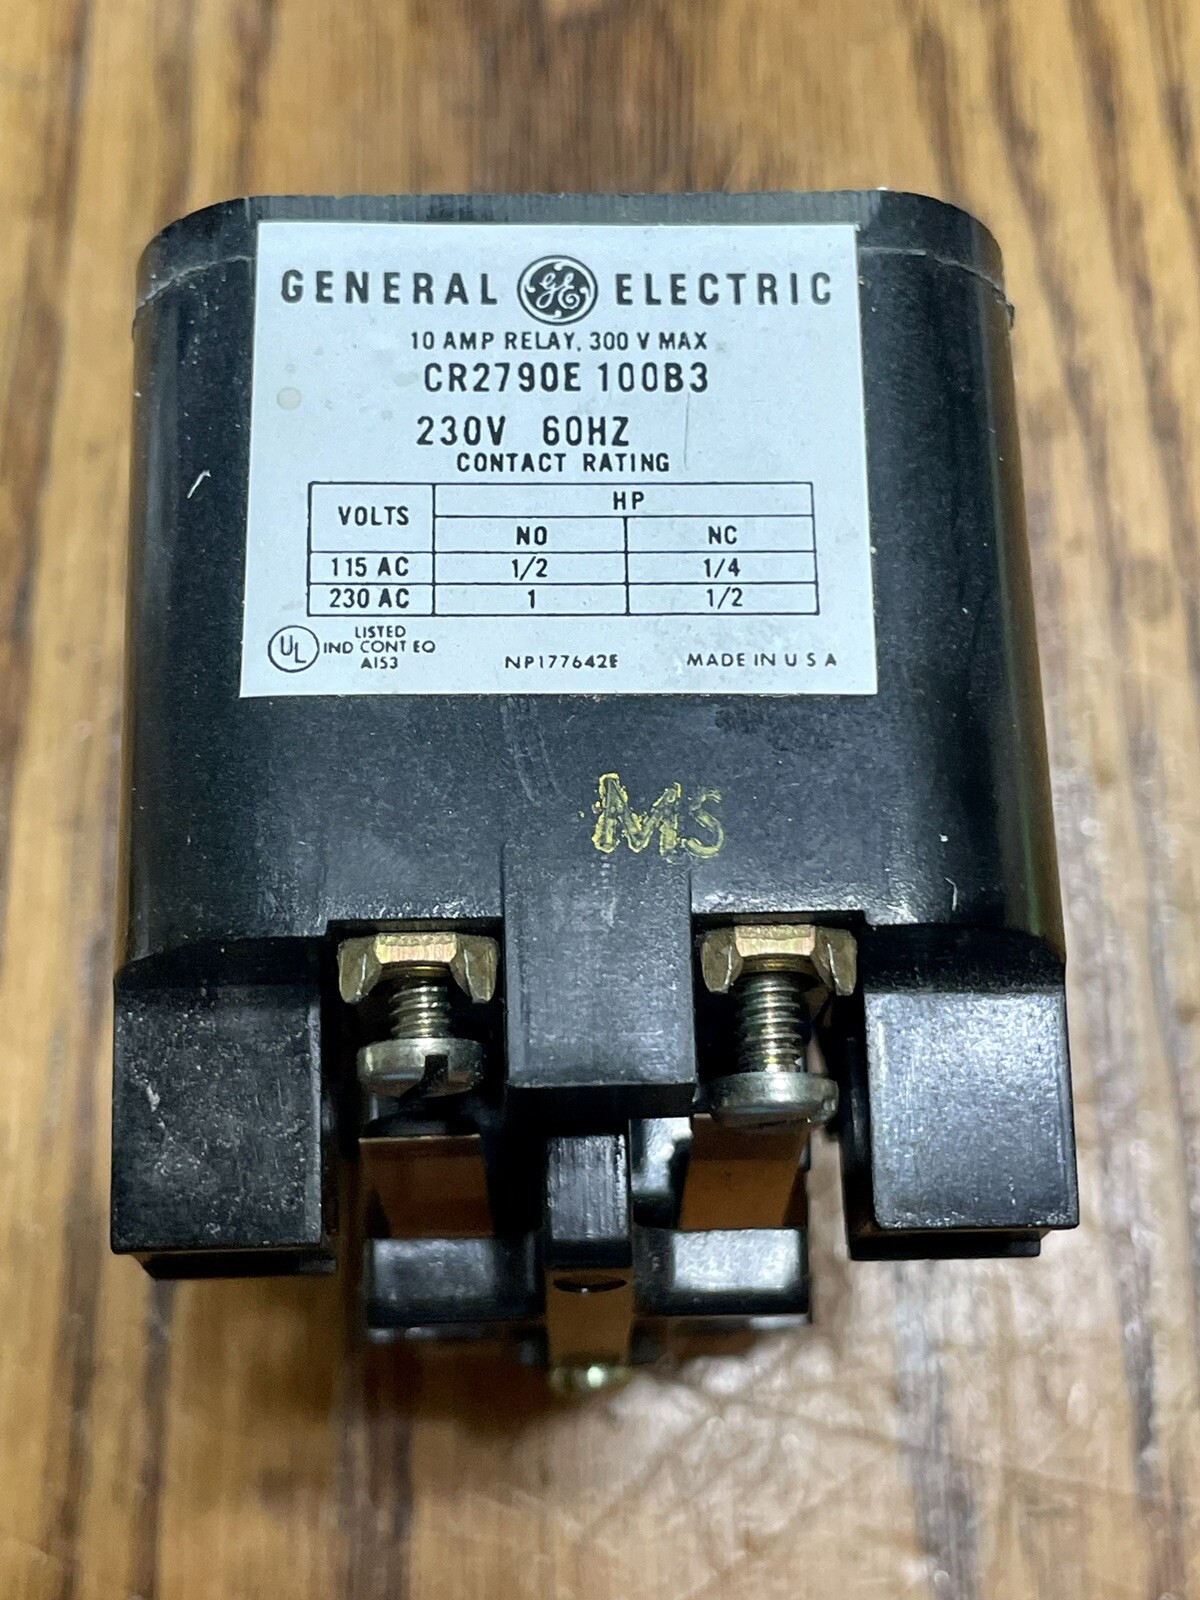 GENERAL GE ELECTRIC
10 AMP RELAY, 300 V MAX
CR2790E 100B3
230V 60HZ
CONTACT RATING
VOLTS HP
NO NC
115 AC 1/2 1/4
230 AC 1 1/2
UL LISTED
IND CONT EQ
A153
NP177642E MADE IN U S A
MS